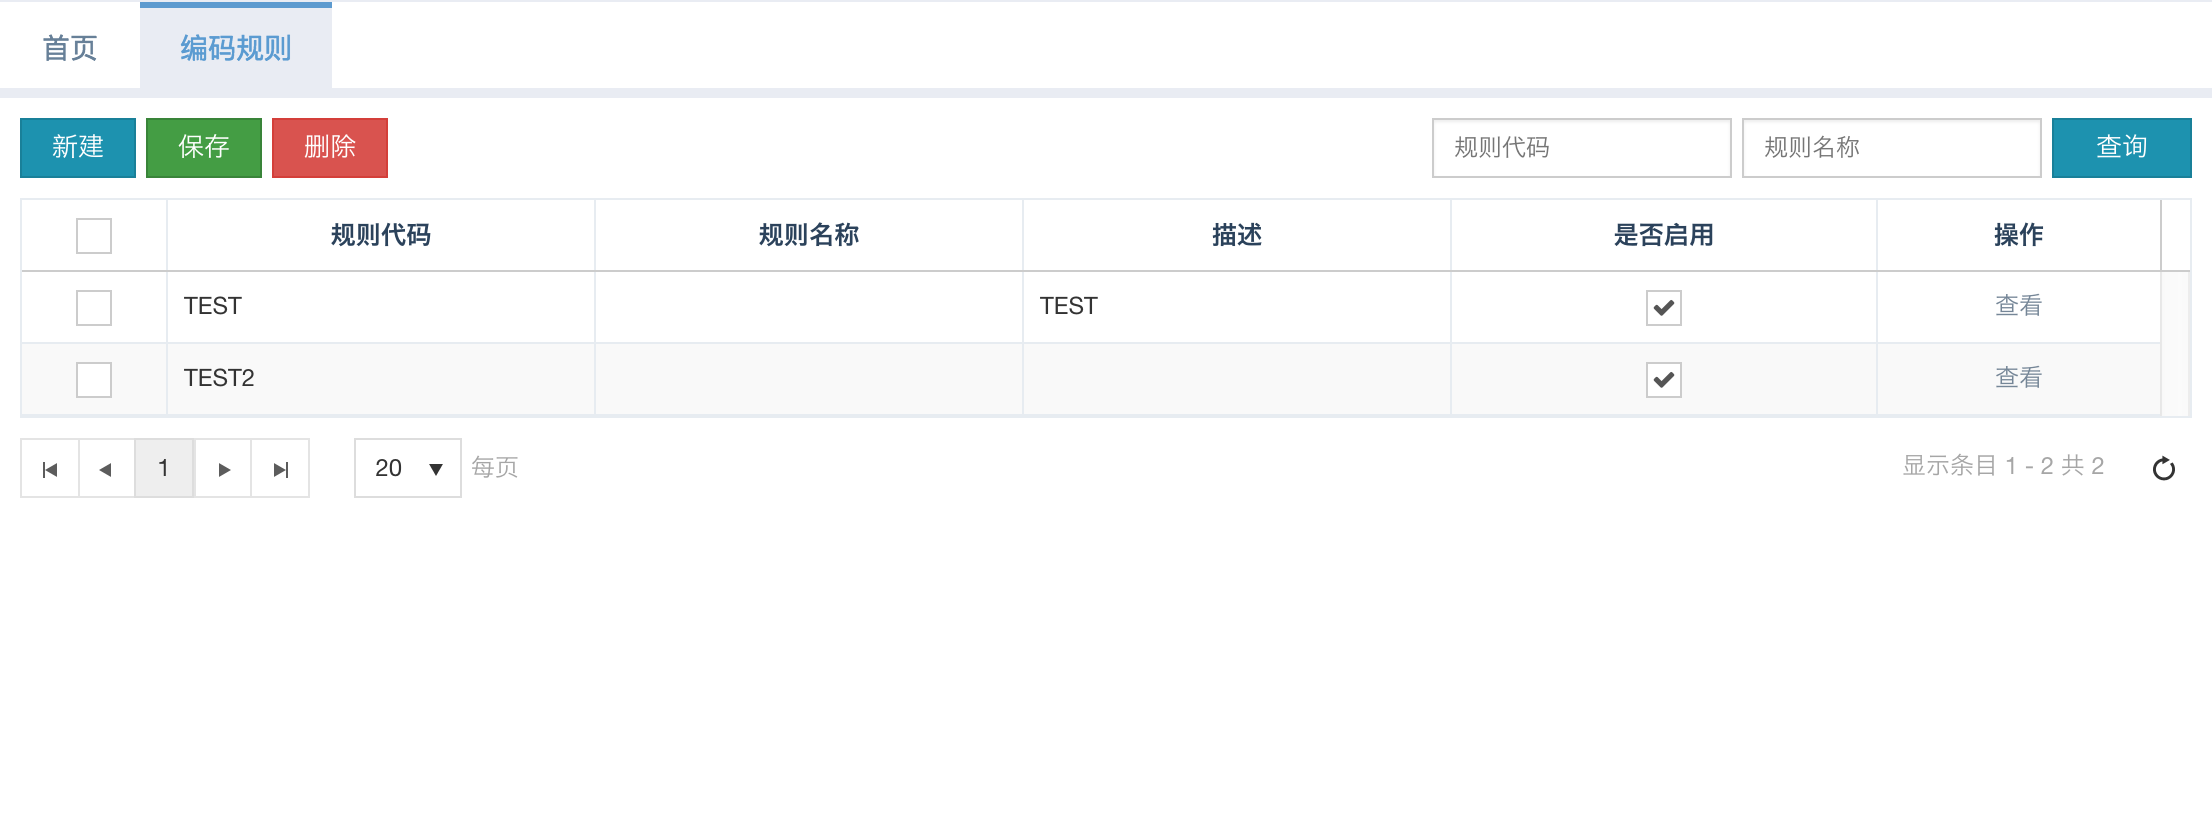 首页 编码规则
新建 保存 删除 规则代码 规则名称 查询
规则代码 规则名称 描述 是否启用 操作
TEST TEST 查看
TEST2 查看
1 20 每页 显示条目 1 - 2 共 2